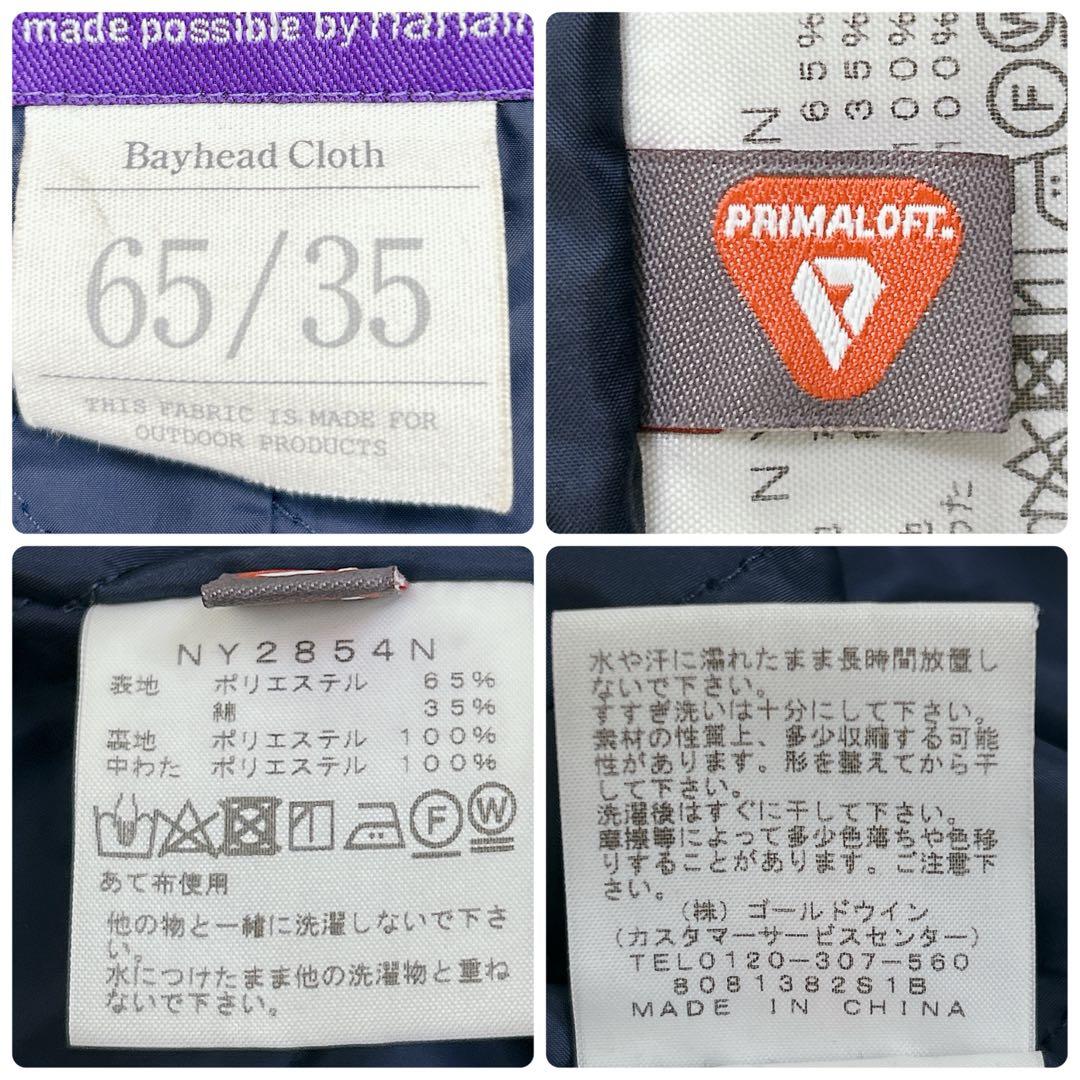 made possible by nanam
Bayhead Cloth
65/35
THIS FABRIC IS MADE FOR
OUTDOOR PRODUCTS
N
65%
35%
00%
00%
F
W
PRIMALOFT®
N
った
NY2854N
表地 ポリエステル 65%
綿 35%
裏地 ポリエステル 100%
中わた ポリエステル 100%
F W
あて布使用
他の物と一緒に洗濯しないで下さ
い。
水につけたまま他の洗濯物と重ね
ないで下さい。
水や汗に濡れたまま長時間放置し
ないで下さい。
すすぎ洗いは十分にして下さい。
素材の性質上、多少収縮する可能
性があります。形を整えてから干
して下さい。
洗濯後はすぐに干して下さい。
摩擦等によって多少色落ちや色移
りすることがあります。ご注意下
さい。
(株)ゴールドウイン
(カスタマーサービスセンター)
TEL0120-307-560
8081382S1B
MADE IN CHINA